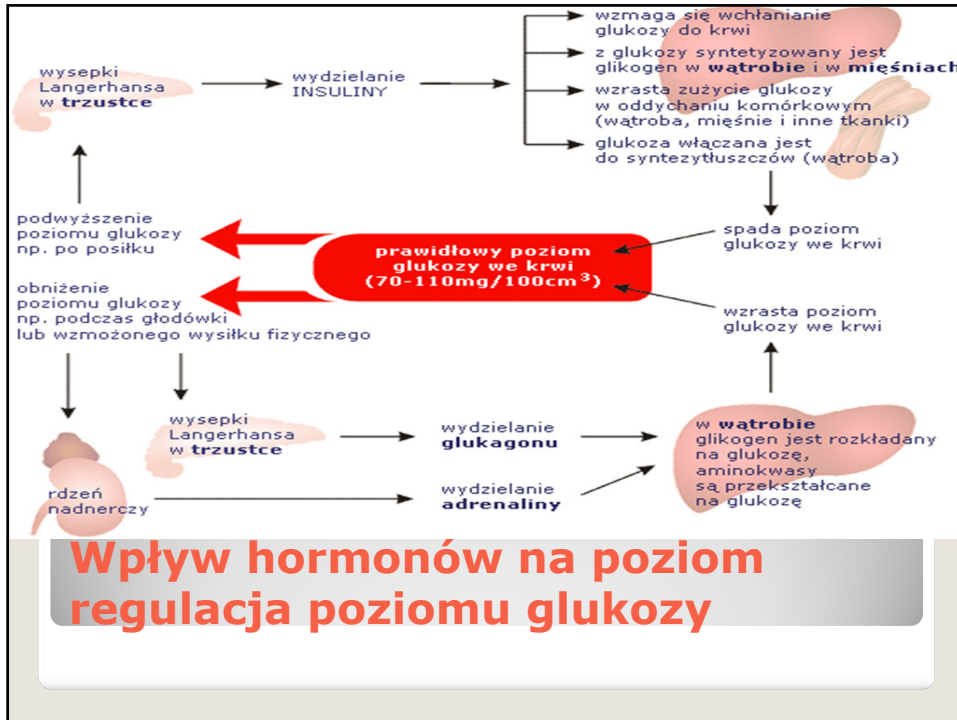 wzmaga się wchłanianie
glukozy do krwi
z glukozy syntetyzowany jest
glikogen w wątrobie i w mięśniach
wzrasta zużycie glukozy
w oddychaniu komórkowym
(wątroba, mięśnie i inne tkanki)
glukoza włączana jest
do syntezytłuszczów (wątroba)
wysepki
Langerhansa
w trzustce
wydzielanie
INSULINY
podwyższenie
poziomu glukozy
np. po posiłku
prawidłowy poziom
glukozy we krwi
(70-110mg/100cm³)
spada poziom
glukozy we krwi
obniżenie
poziomu glukozy
np. podczas głodówki
lub wzmożonego wysiłku fizycznego
wzrasta poziom
glukozy we krwi
wysepki
Langerhansa
w trzustce
wydzielanie
glukagonu
w wątrobie
glikogen jest rozkładany
na glukozę,
aminokwasy
są przekształcane
na glukozę
rdzeń
nadnerczy
wydzielanie
adrenaliny
Wpływ hormonów na poziom
regulacja poziomu glukozy